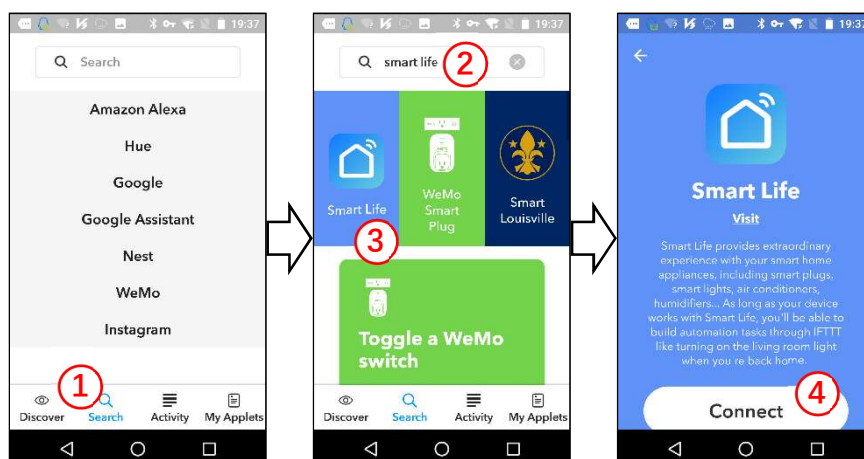 19:37
Search
Amazon Alexa
Hue
Google
Google Assistant
Nest
WeMo
Instagram
1
Discover
Search
Activity
My Applets
19:37
smart life
2
Smart Life
WeMo
Smart
Plug
Smart
Louisville
3
Toggle a WeMo
switch
Discover
Search
Activity
My Applets
19:37
Smart Life
Visit
Smart Life provides extraordinary
experience with your smart home
appliances, including smart plugs,
smart lights, air conditioners,
humidifiers... As long as your device
works with Smart Life, you'll be able to
build automation tasks through IFTTT
like turning on the living room light
when you re back home.
4
Connect